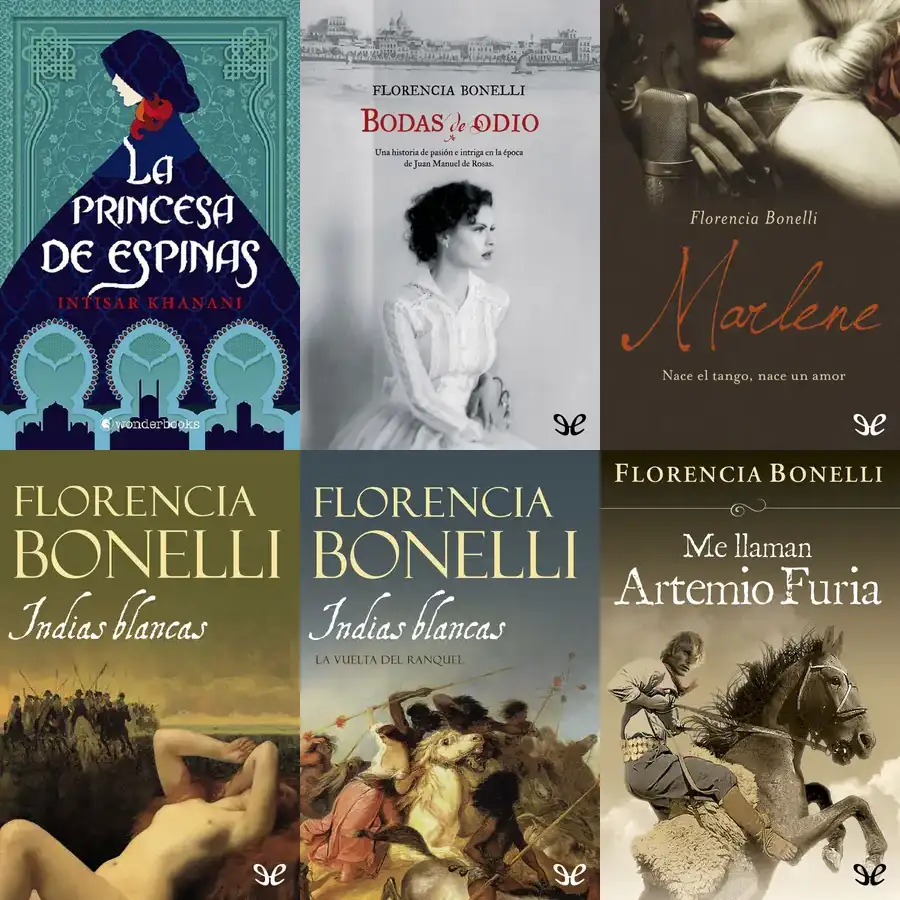 LA
PRINCESA
DE ESPINAS
INTISAR KHANANI
wonderbooks
FLORENCIA BONELLI
BODAS de ODIO
Una historia de pasión e intriga en la época
de Juan Manuel de Rosas.
Florencia Bonelli
Marlene
Nace el tango, nace un amor
FLORENCIA
BONELLI
Indias blancas
FLORENCIA
BONELLI
Indias blancas
LA VUELTA DEL RANQUEL
FLORENCIA BONELLI
Me llaman
Artemio Furia